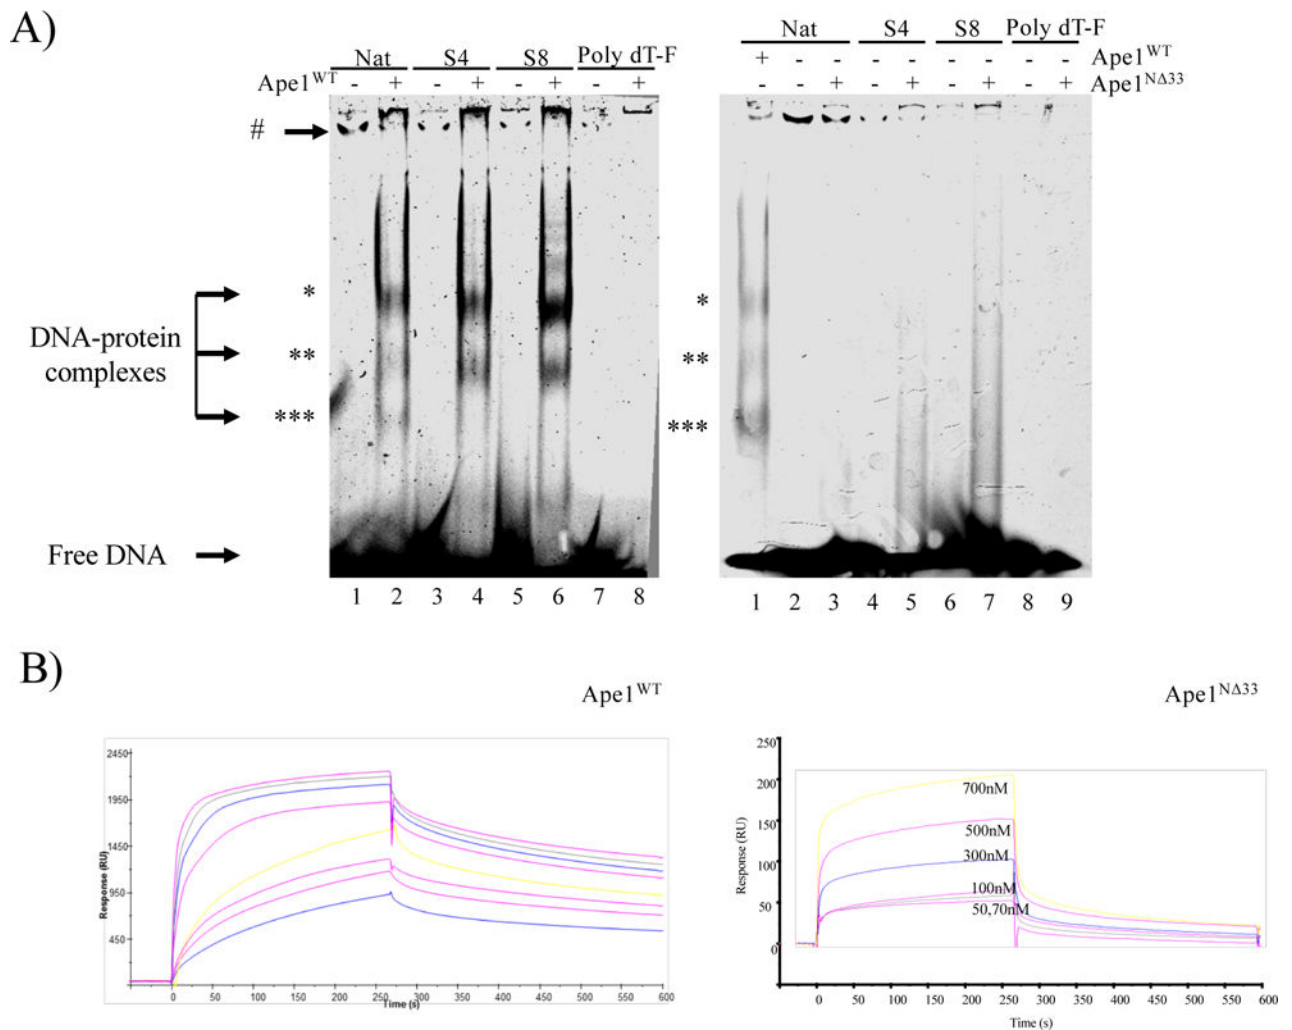 A)
Nat S4 S8 Poly dT-F
Ape1WT - + - + - + - +
#
*
**
***
DNA-protein
complexes
Free DNA
1 2 3 4 5 6 7 8
Nat S4 S8 Poly dT-F
+ - - - - - - - - Ape1WT
- - + - + - + - + Ape1NΔ33
*
**
***
1 2 3 4 5 6 7 8 9
B)
Ape1WT
2450
1950
1450
950
450
Response (RU)
0 50 100 150 200 250 300 350 400 450 500 550 600
Time (s)
Ape1NΔ33
250
200
150
100
50
0
Response (RU)
700nM
500nM
300nM
100nM
50,70nM
0 50 100 150 200 250 300 350 400 450 500 550 600
Time (s)